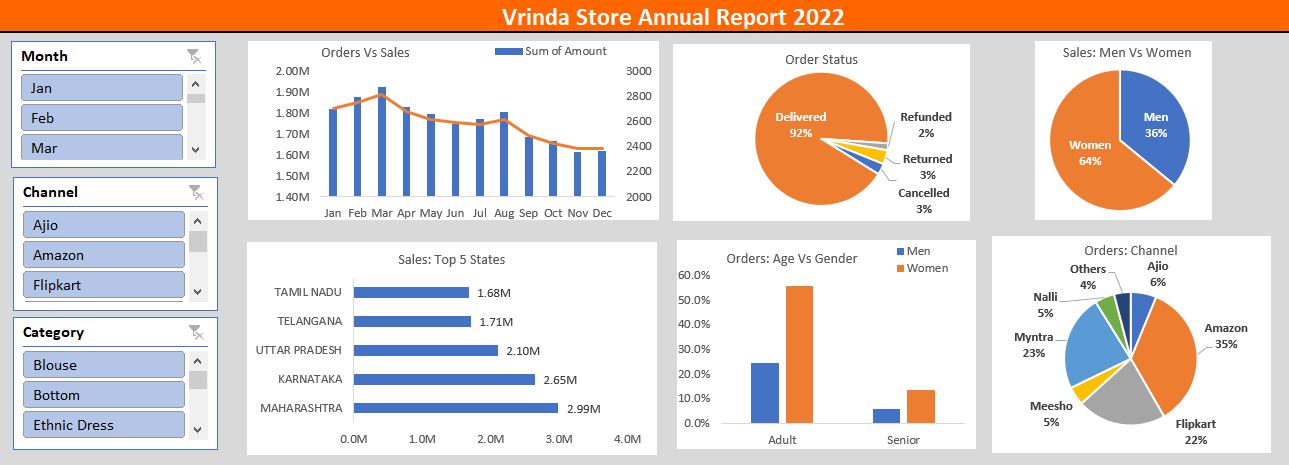 Vrinda Store Annual Report 2022
Month
Jan
Feb
Mar
Channel
Ajio
Amazon
Flipkart
Category
Blouse
Bottom
Ethnic Dress
Orders Vs Sales
Sum of Amount
2.00M
1.80M
1.80M
1.70M
1.60M
1.50M
1.40M
3000
2800
2600
2400
2200
2000
Jan Feb Mar Apr May Jun Jul Aug Sep Oct Nov Dec
Order Status
Delivered
92%
Refunded
2%
Returned
3%
Cancelled
3%
Sales: Men Vs Women
Men
36%
Women
64%
Sales: Top 5 States
TAMIL NADU 1.68M
TELANGANA 1.71M
UTTAR PRADESH 2.10M
KARNATAKA 2.65M
MAHARASHTRA 2.99M
0.0M 1.0M 2.0M 3.0M 4.0M
Orders: Age Vs Gender
Men
Women
60.0%
50.0%
40.0%
30.0%
20.0%
10.0%
0.0%
Adult Senior
Orders: Channel
Ajio
6%
Amazon
35%
Flipkart
22%
Meesho
5%
Myntra
23%
Nalli
5%
Others
4%